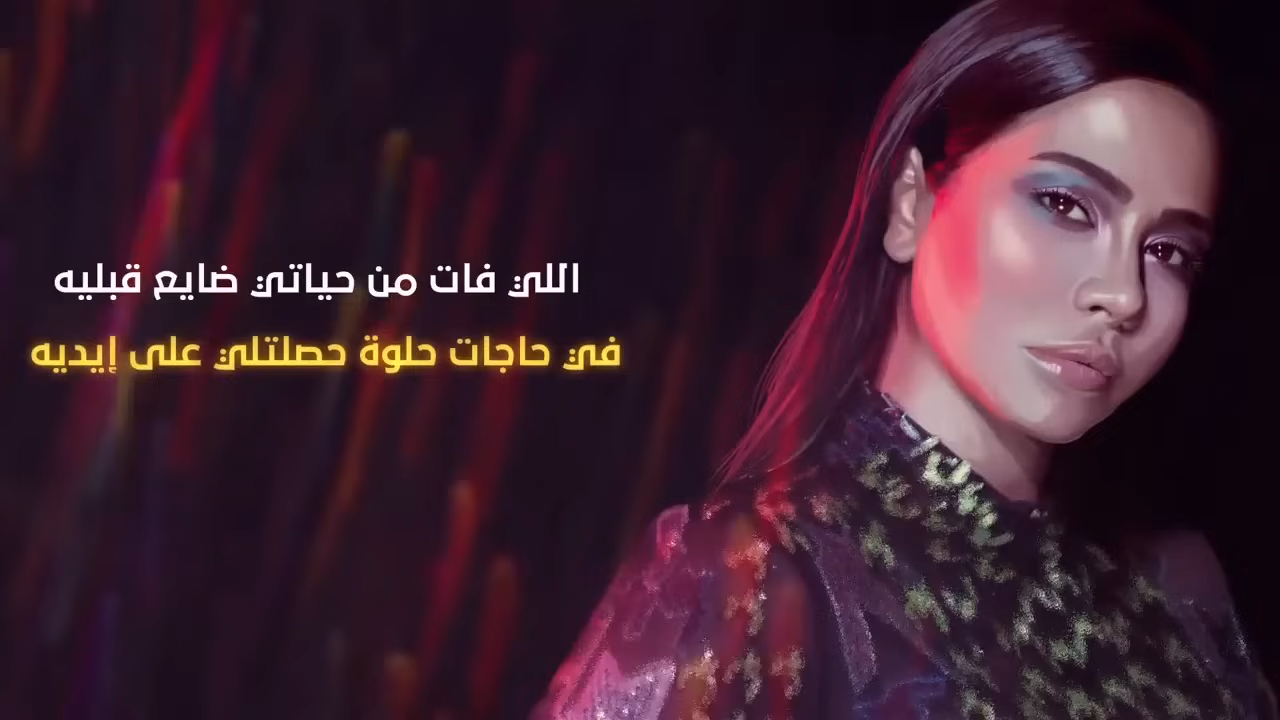 اللي فات من حياتي ضايع قبليه
في حاجات حلوة حصلتلي على إيديه